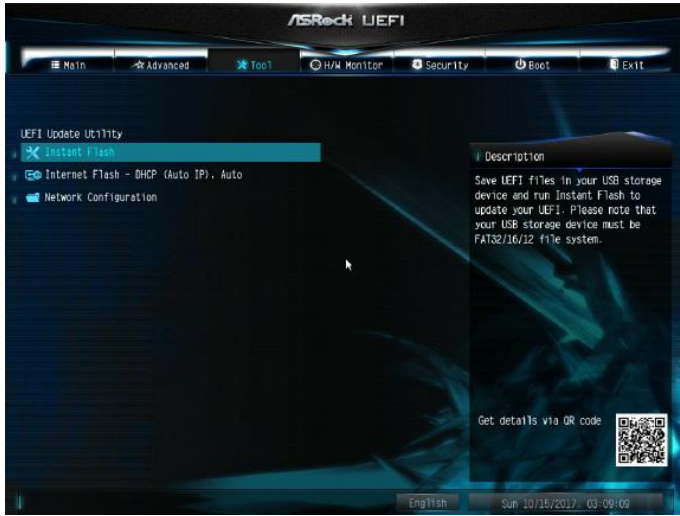 ASRock UEFI
Main
Advanced
Tool
H/W Monitor
Security
Boot
Exit
UEFI Update Utility
Instant Flash
Internet Flash - DHCP (Auto IP), Auto
Network Configuration
Description
Save UEFI files in your USB storage
device and run Instant Flash to
update your UEFI. Please note that
your USB storage device must be
FAT32/16/12 file system.
Get details via QR code
English
Sun 10/15/2017, 03:09:09